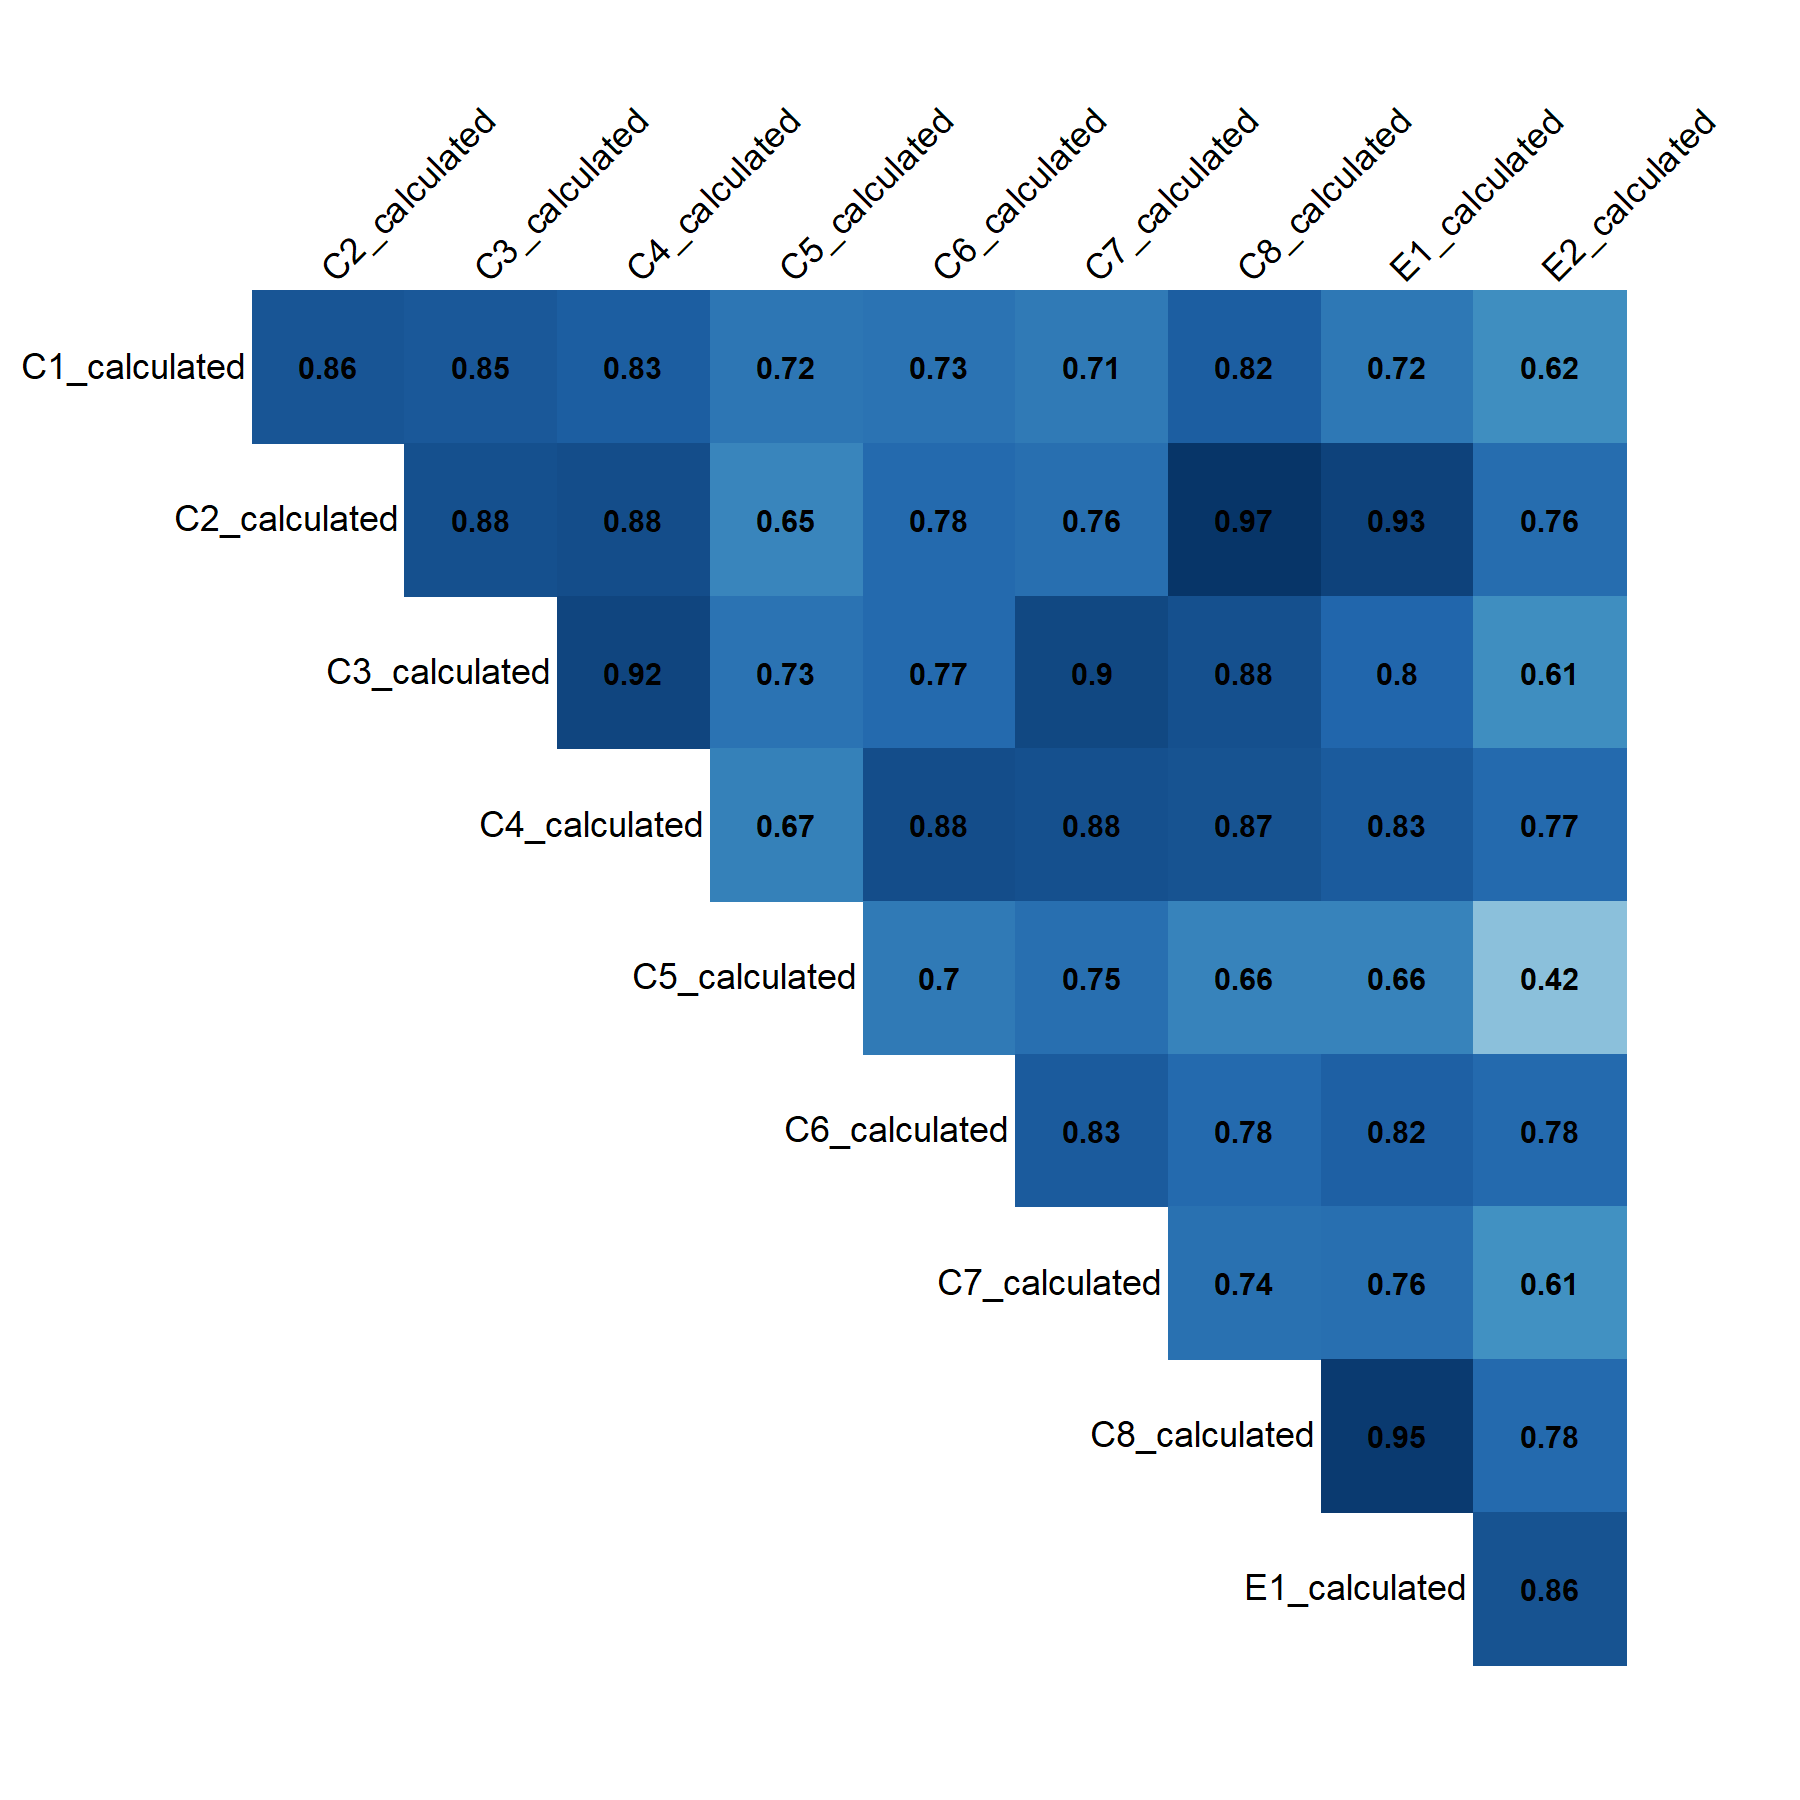 C2_calculated C3_calculated C4_calculated C5_calculated C6_calculated C7_calculated C8_calculated E1_calculated E2_calculated
C1_calculated 0.86 0.85 0.83 0.72 0.73 0.71 0.82 0.72 0.62
C2_calculated 0.88 0.88 0.65 0.78 0.76 0.97 0.93 0.76
C3_calculated 0.92 0.73 0.77 0.9 0.88 0.8 0.61
C4_calculated 0.67 0.88 0.88 0.87 0.83 0.77
C5_calculated 0.7 0.75 0.66 0.66 0.42
C6_calculated 0.83 0.78 0.82 0.78
C7_calculated 0.74 0.76 0.61
C8_calculated 0.95 0.78
E1_calculated 0.86